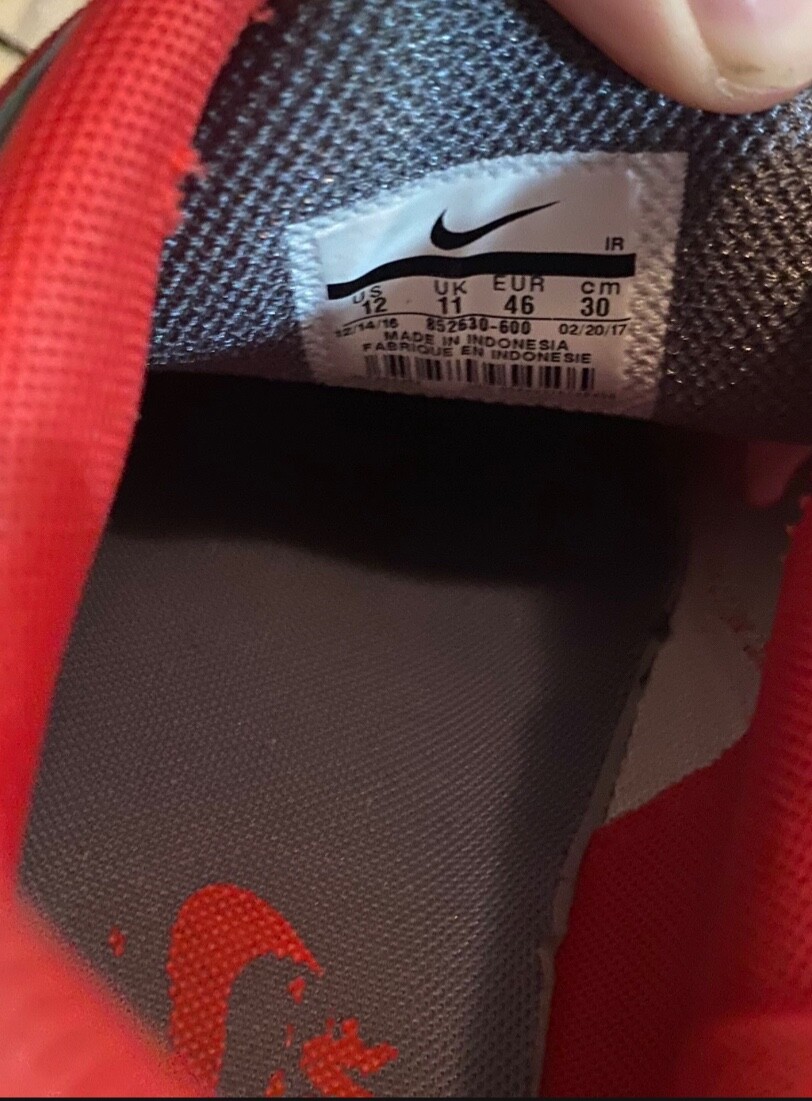 IR
US UK EUR cm
12 11 46 30
12/14/16 852630-600 02/20/17
MADE IN INDONESIA
FABRIQUE EN INDONESIE